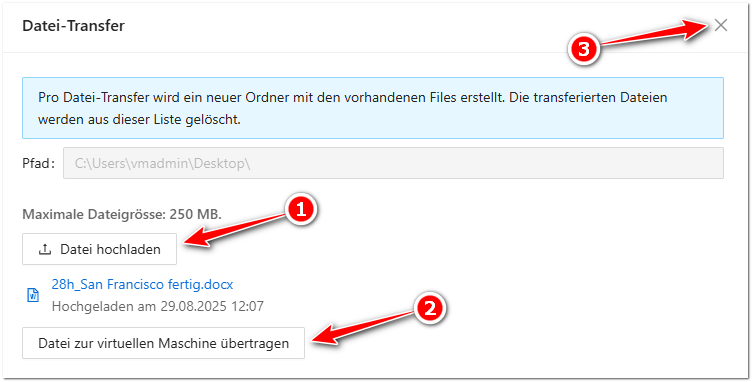 Datei-Transfer
3
Pro Datei-Transfer wird ein neuer Ordner mit den vorhandenen Files erstellt. Die transferierten Dateien
werden aus dieser Liste gelöscht.
Pfad: C:\Users\vmadmin\Desktop\
Maximale Dateigrösse: 250 MB.
1
Datei hochladen
28h_San Francisco fertig.docx
Hochgeladen am 29.08.2025 12:07
2
Datei zur virtuellen Maschine übertragen